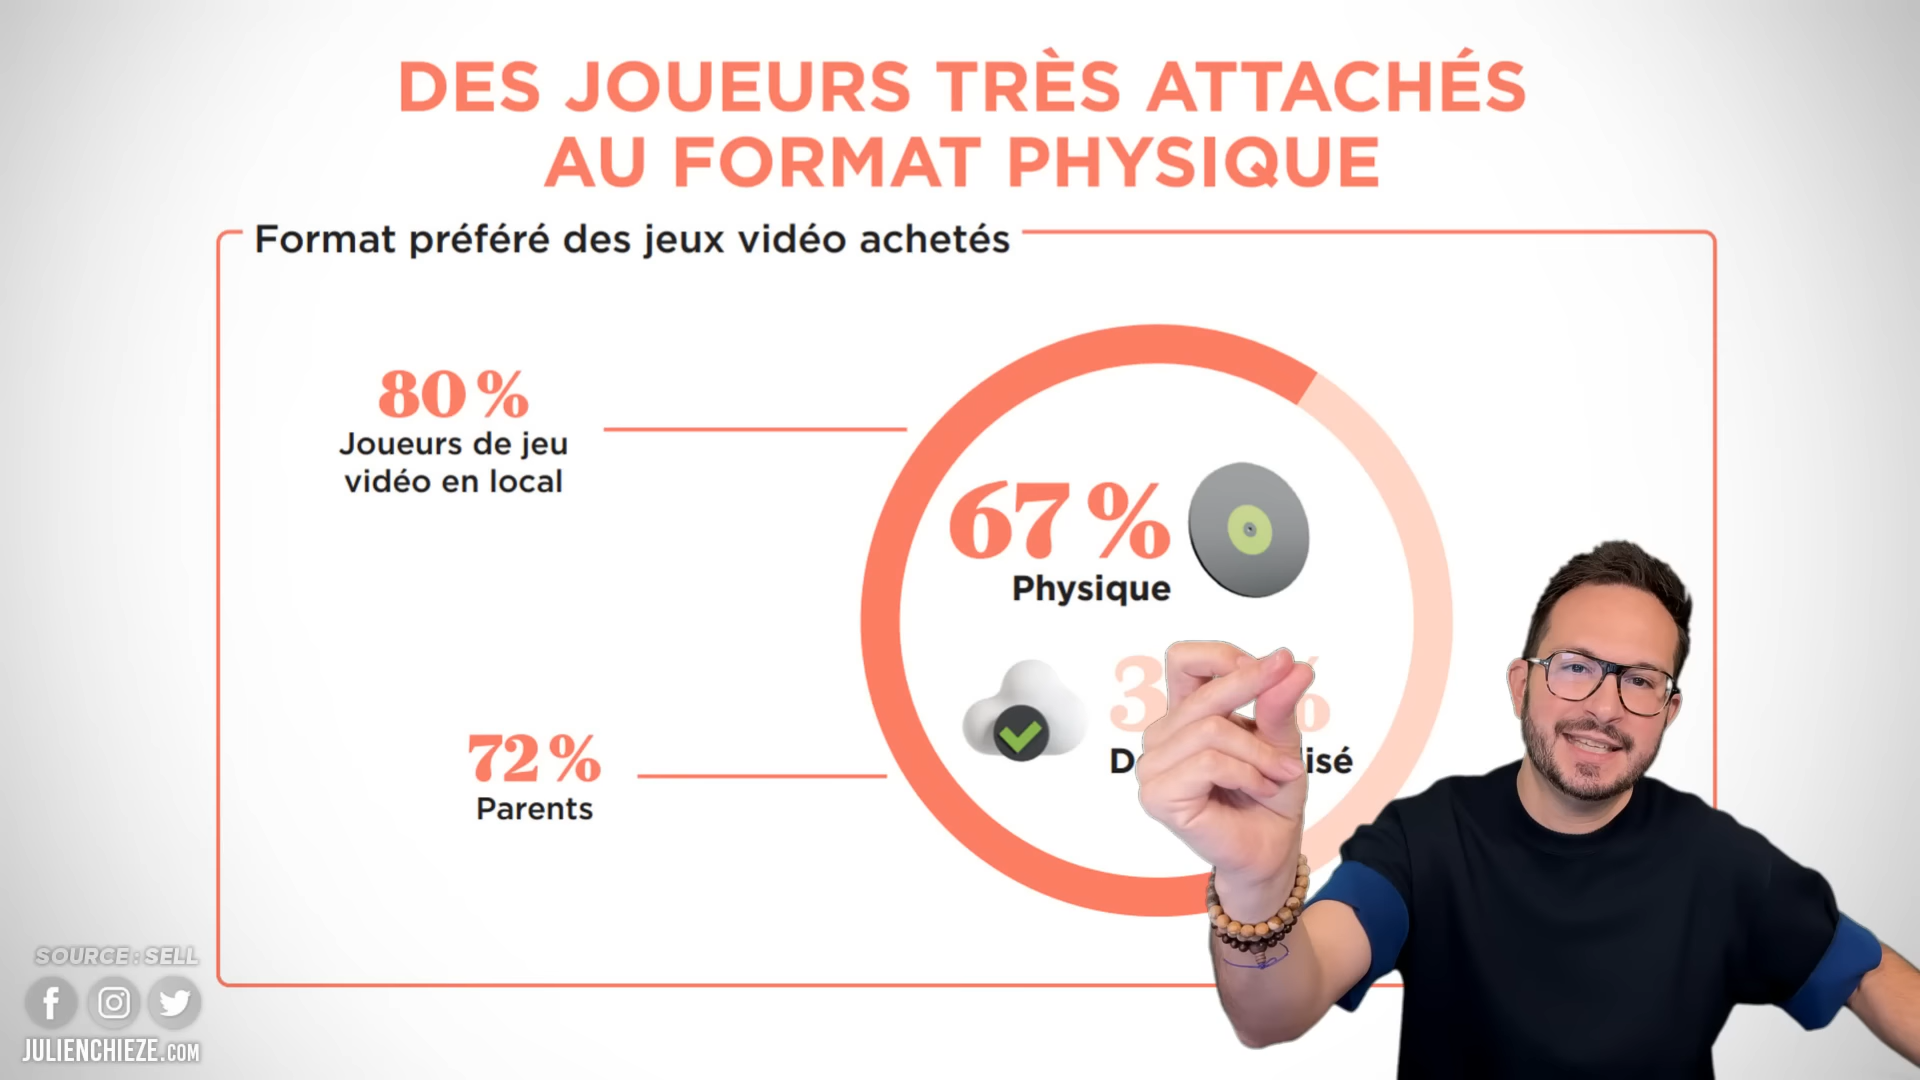 DES JOUEURS TRÈS ATTACHÉS
AU FORMAT PHYSIQUE
Format préféré des jeux vidéo achetés
80 %
Joueurs de jeu
vidéo en local
67 %
Physique
72 %
Parents
SOURCE : SELL
JULIENCHIEZE.COM